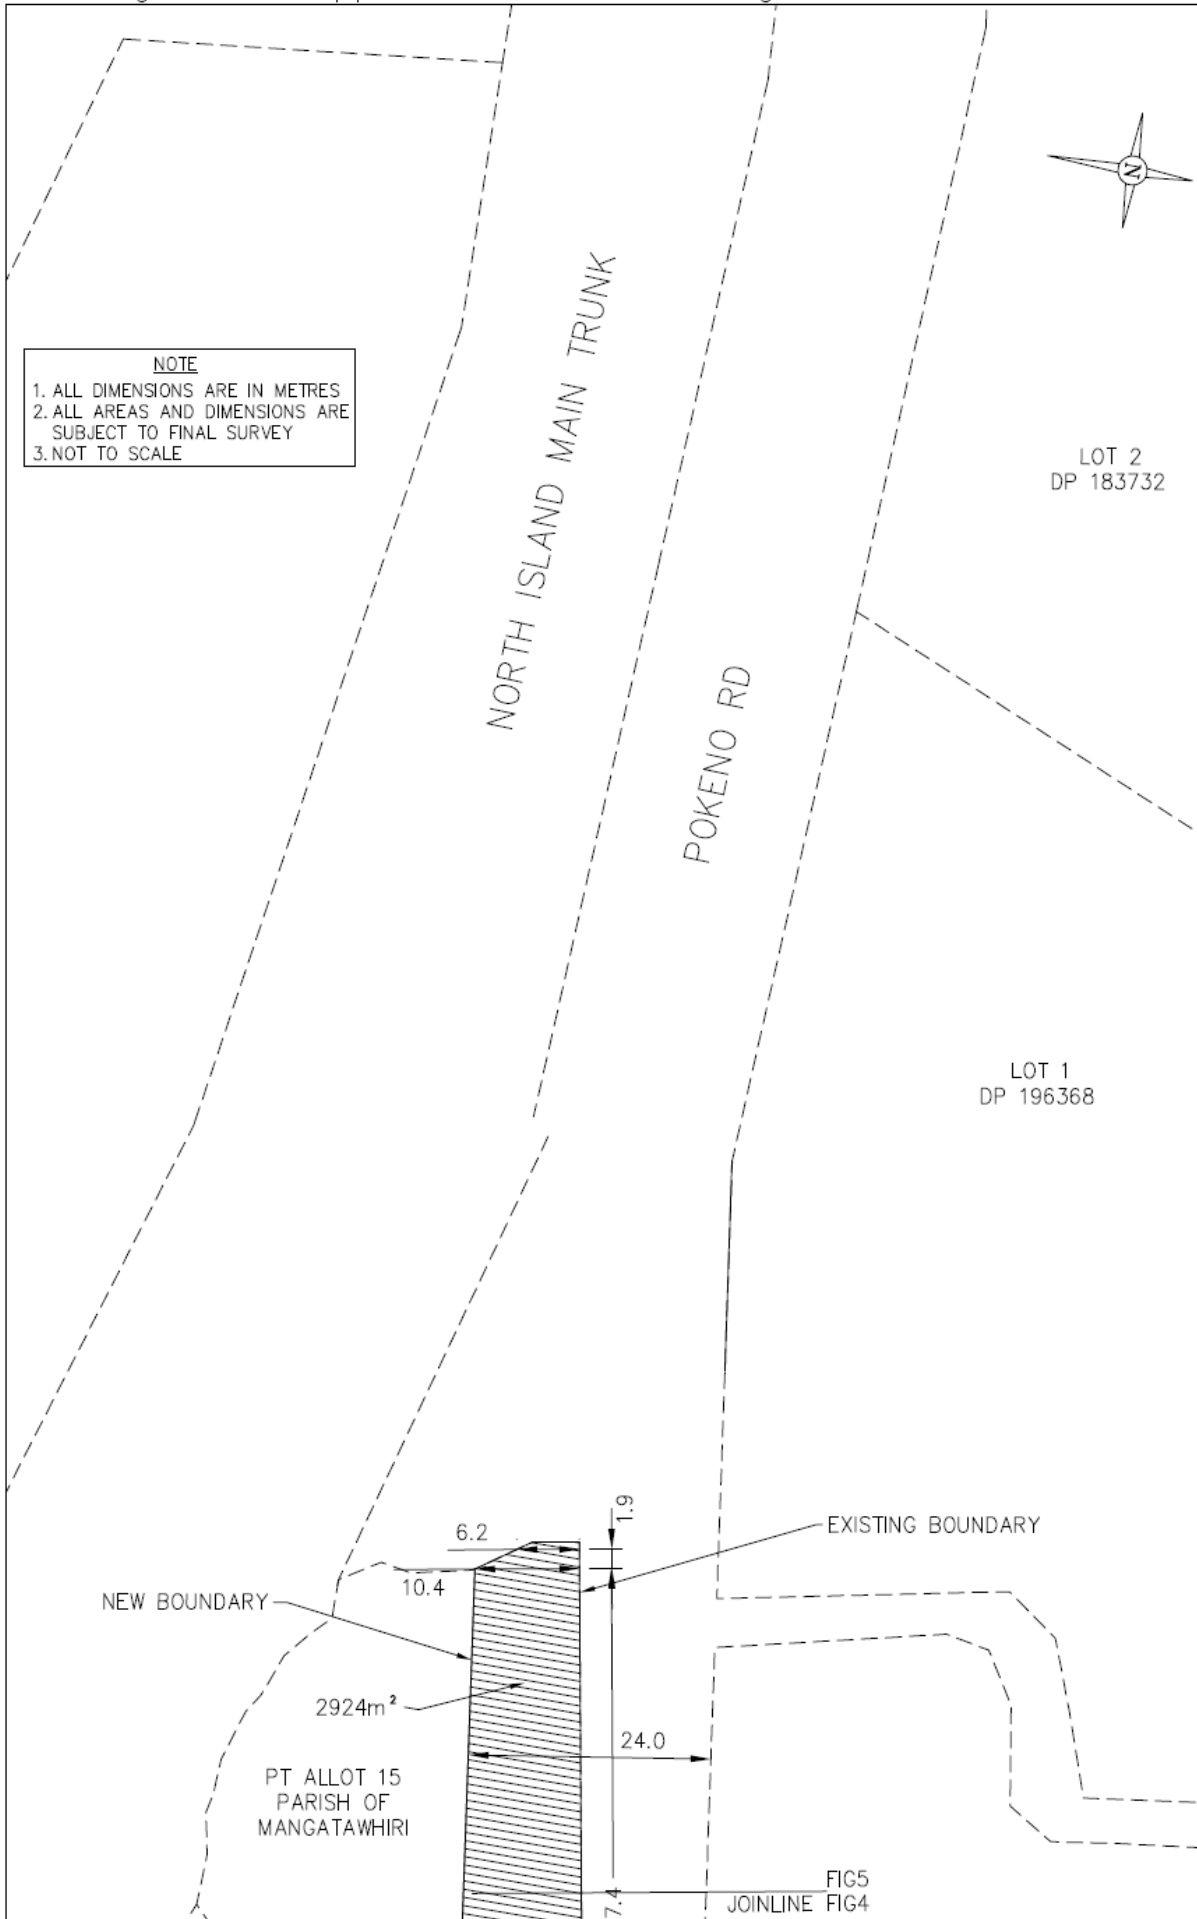 N
NORTH ISLAND MAIN TRUNK
NOTE
1. ALL DIMENSIONS ARE IN METRES
2. ALL AREAS AND DIMENSIONS ARE
SUBJECT TO FINAL SURVEY
3. NOT TO SCALE
LOT 2
DP 183732
POKENO RD
LOT 1
DP 196368
1.9
6.2
EXISTING BOUNDARY
10.4
NEW BOUNDARY
2924m²
24.0
PT ALLOT 15
PARISH OF
MANGATAWHIRI
FIG5
JOINLINE FIG4
7.4